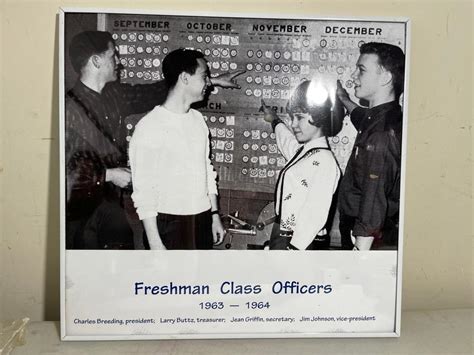 SEPTEMBER OCTOBER NOVEMBER DECEMBER
Freshman Class Officers
1963 — 1964
Charles Breeding, president; Larry Buttz, treasurer; Jean Griffin, secretary; Jim Johnson, vice-president